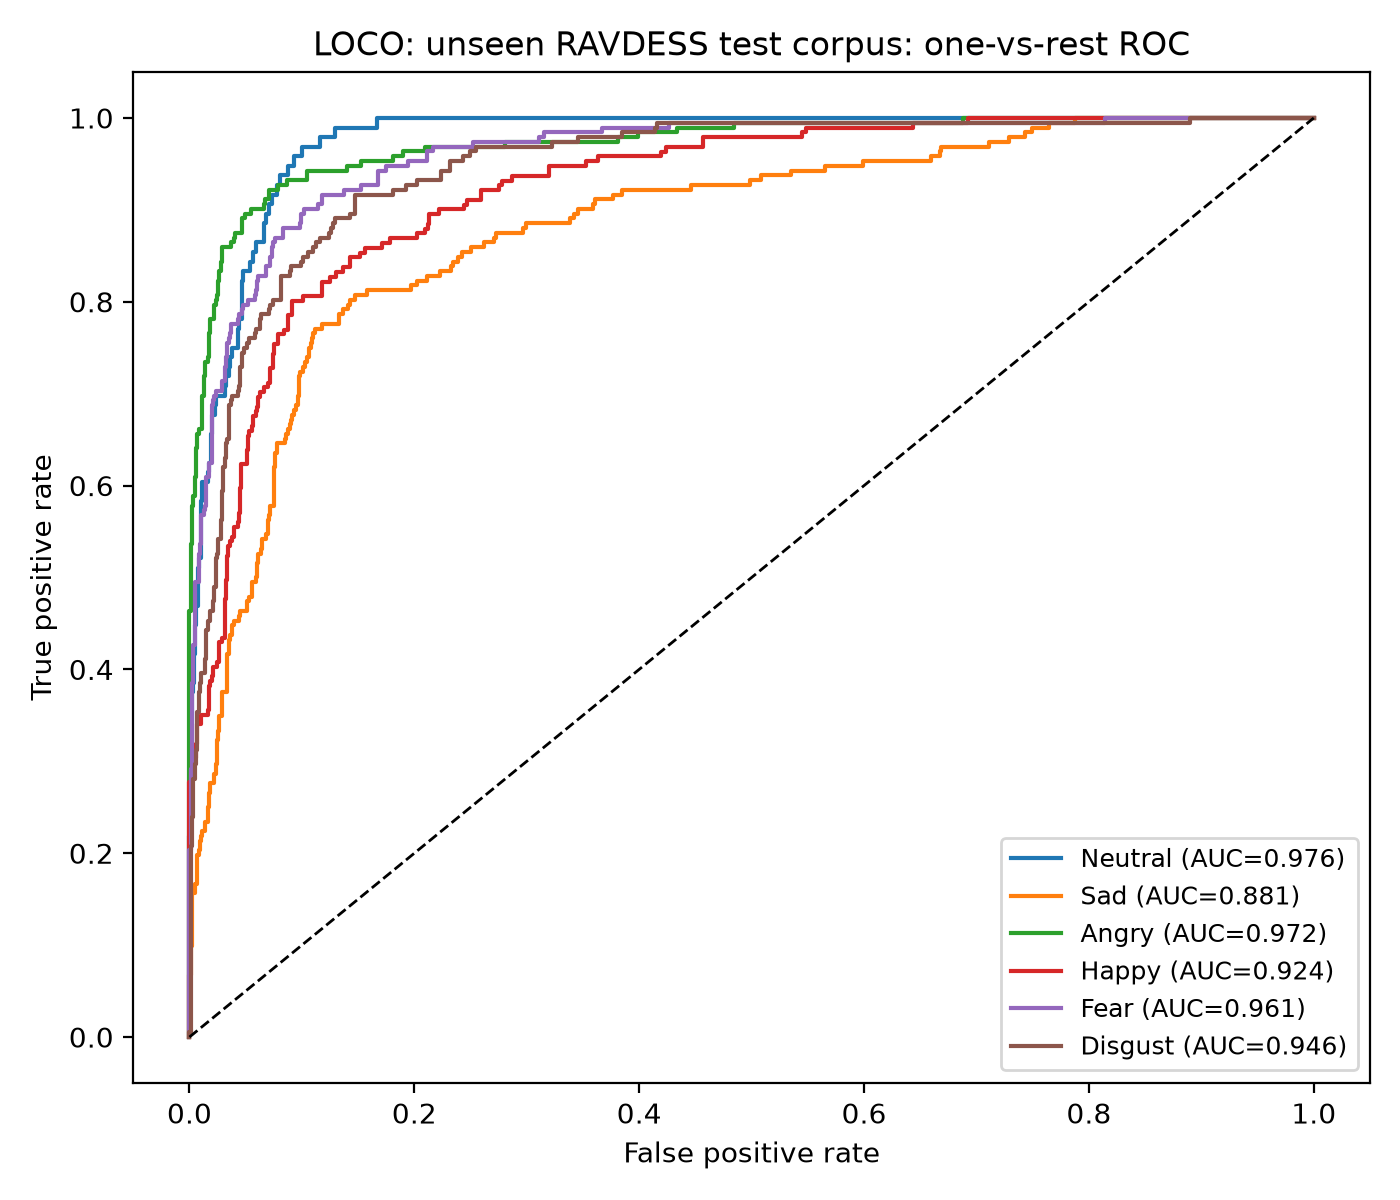 LOCO: unseen RAVDESS test corpus: one-vs-rest ROC
1.0
0.8
0.6
0.4
0.2
0.0
True positive rate
Neutral (AUC=0.976)
Sad (AUC=0.881)
Angry (AUC=0.972)
Happy (AUC=0.924)
Fear (AUC=0.961)
Disgust (AUC=0.946)
0.0 0.2 0.4 0.6 0.8 1.0
False positive rate